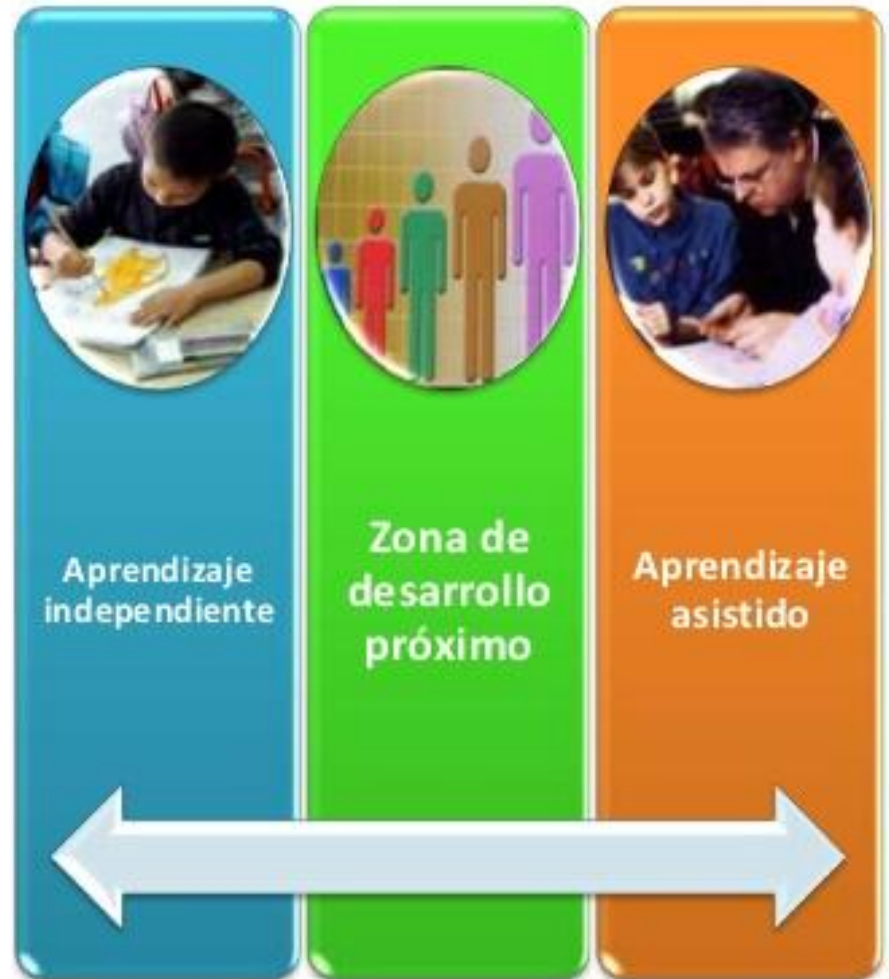 Aprendizaje
independiente
Zona de
desarrollo
próximo
Aprendizaje
asistido